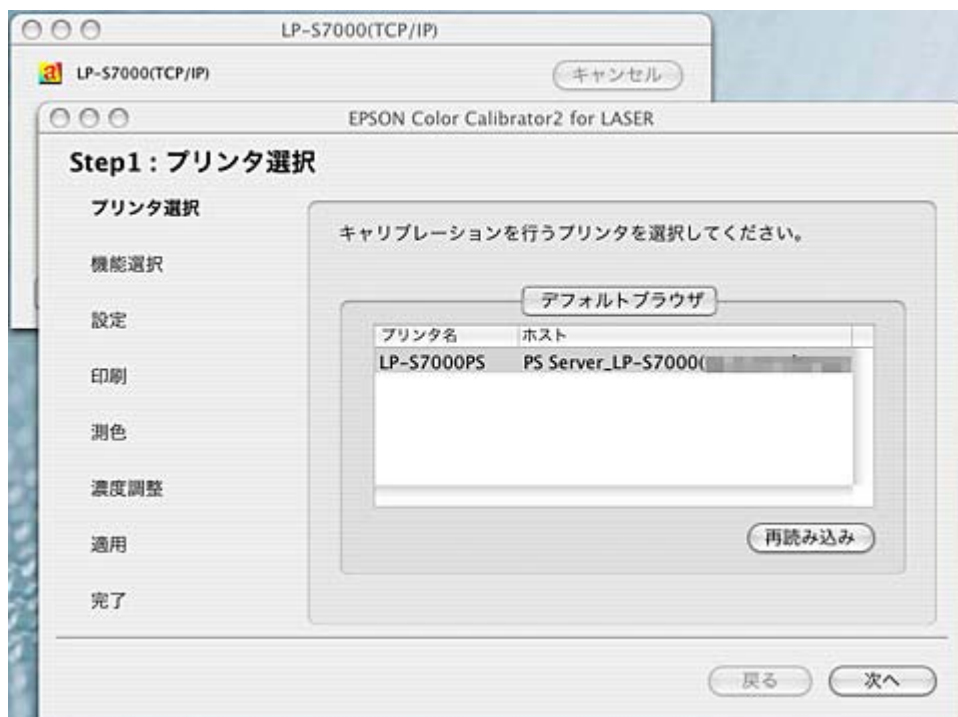 LP-S7000(TCP/IP)
LP-S7000(TCP/IP)
キャンセル
EPSON Color Calibrator2 for LASER
Step1：プリンタ選択
プリンタ選択
機能選択
設定
印刷
測色
濃度調整
適用
完了
キャリブレーションを行うプリンタを選択してください。
デフォルトブラウザ
プリンタ名 ホスト
LP-S7000PS PS Server_LP-S7000(
再読み込み
戻る 次へ